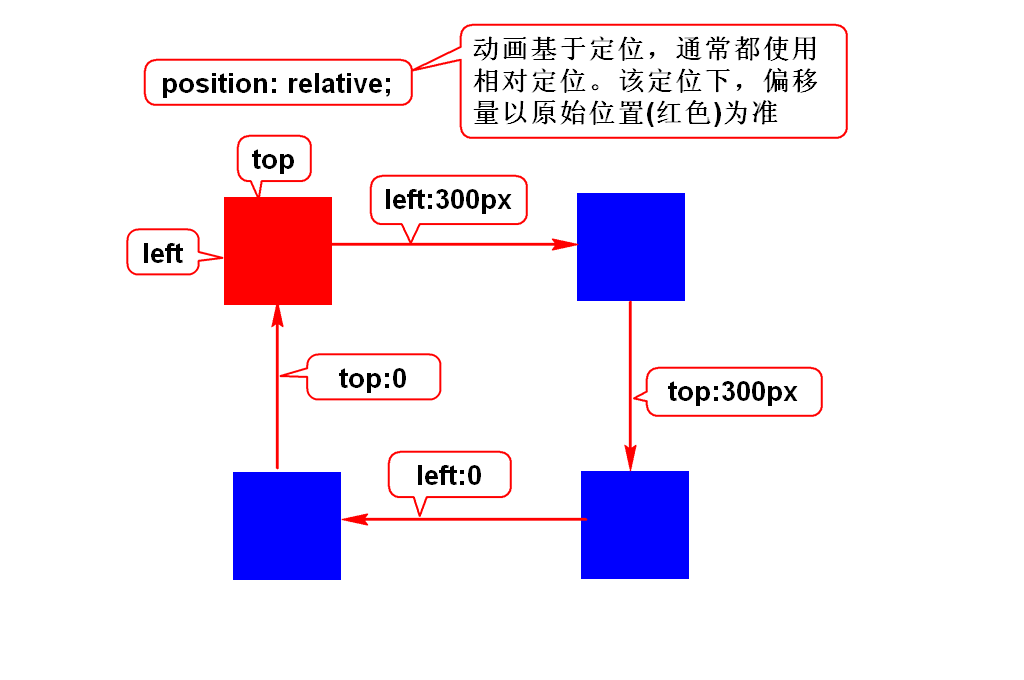 position: relative;
动画基于定位，通常都使用
相对定位。该定位下，偏移
量以原始位置(红色)为准
top
left:300px
left
top:0
top:300px
left:0